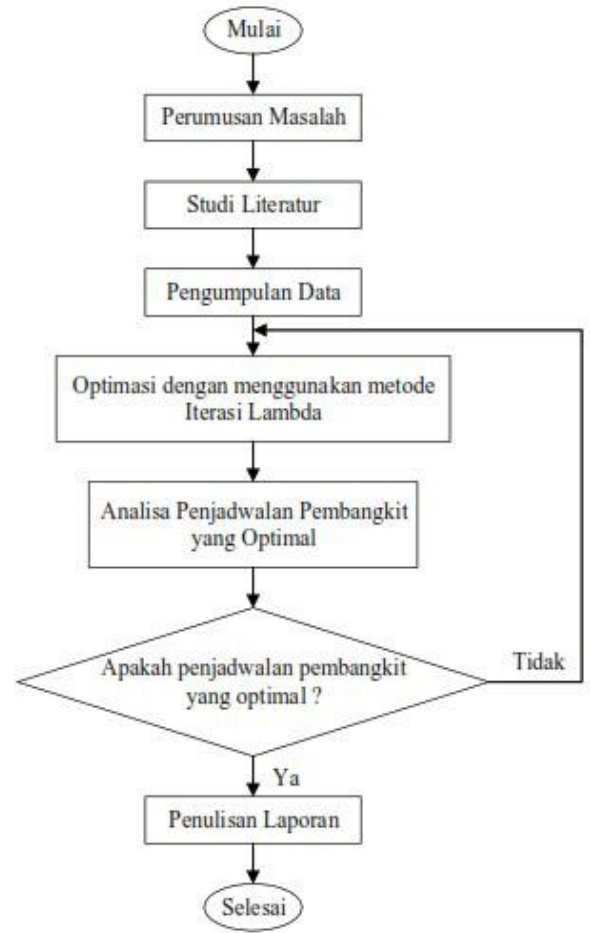 Mulai
Perumusan Masalah
Studi Literatur
Pengumpulan Data
Optimasi dengan menggunakan metode
Iterasi Lambda
Analisa Penjadwalan Pembangkit
yang Optimal
Apakah penjadwalan pembangkit
yang optimal ?
Tidak
Ya
Penulisan Laporan
Selesai